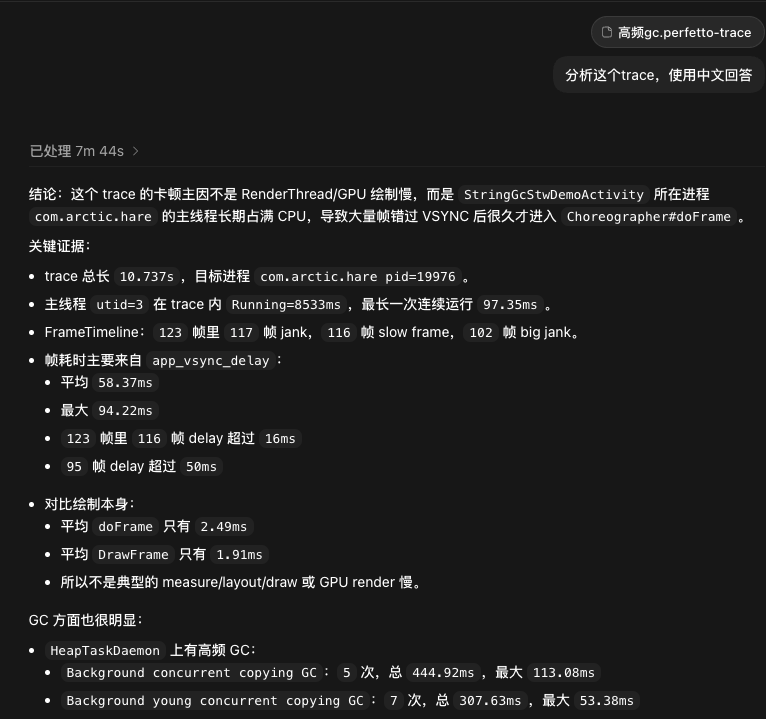 高频gc.perfetto-trace
分析这个trace，使用中文回答
已处理 7m 44s
结论：这个 trace 的卡顿主因不是 RenderThread/GPU 绘制慢，而是 StringGcStwDemoActivity 所在进程
com.arctic.hare 的主线程长期占满 CPU，导致大量帧错过 VSYNC 后很久才进入 Choreographer#doFrame 。
关键证据：
• trace 总长 10.737s ，目标进程 com.arctic.hare pid=19976 。
• 主线程 utid=3 在 trace 内 Running=8533ms ，最长一次连续运行 97.35ms 。
• FrameTimeline： 123 帧里 117 帧 jank， 116 帧 slow frame， 102 帧 big jank。
• 帧耗时主要来自 app_vsync_delay ：
• 平均 58.37ms
• 最大 94.22ms
• 123 帧里 116 帧 delay 超过 16ms
• 95 帧 delay 超过 50ms
• 对比绘制本身：
• 平均 doFrame 只有 2.49ms
• 平均 DrawFrame 只有 1.91ms
• 所以不是典型的 measure/layout/draw 或 GPU render 慢。
GC 方面也很明显：
• HeapTaskDaemon 上有高频 GC：
• Background concurrent copying GC ： 5 次，总 444.92ms ，最大 113.08ms
• Background young concurrent copying GC ： 7 次，总 307.63ms ，最大 53.38ms